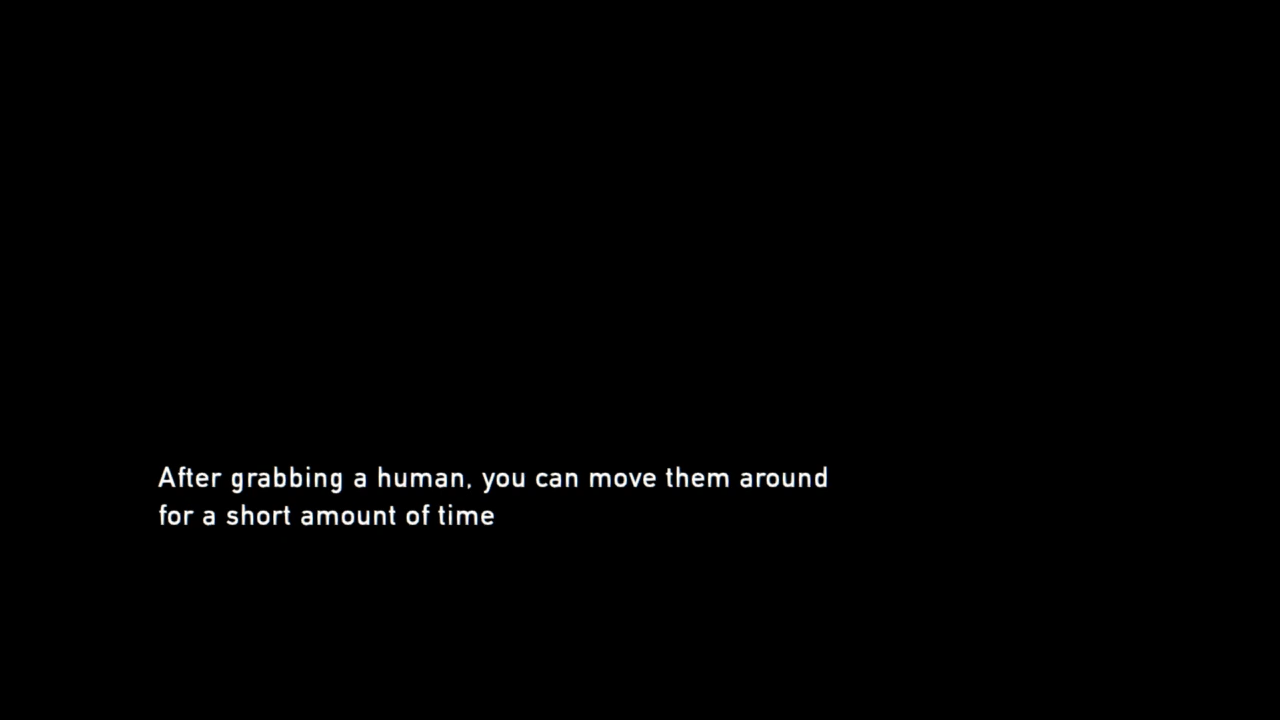 After grabbing a human, you can move them around
for a short amount of time